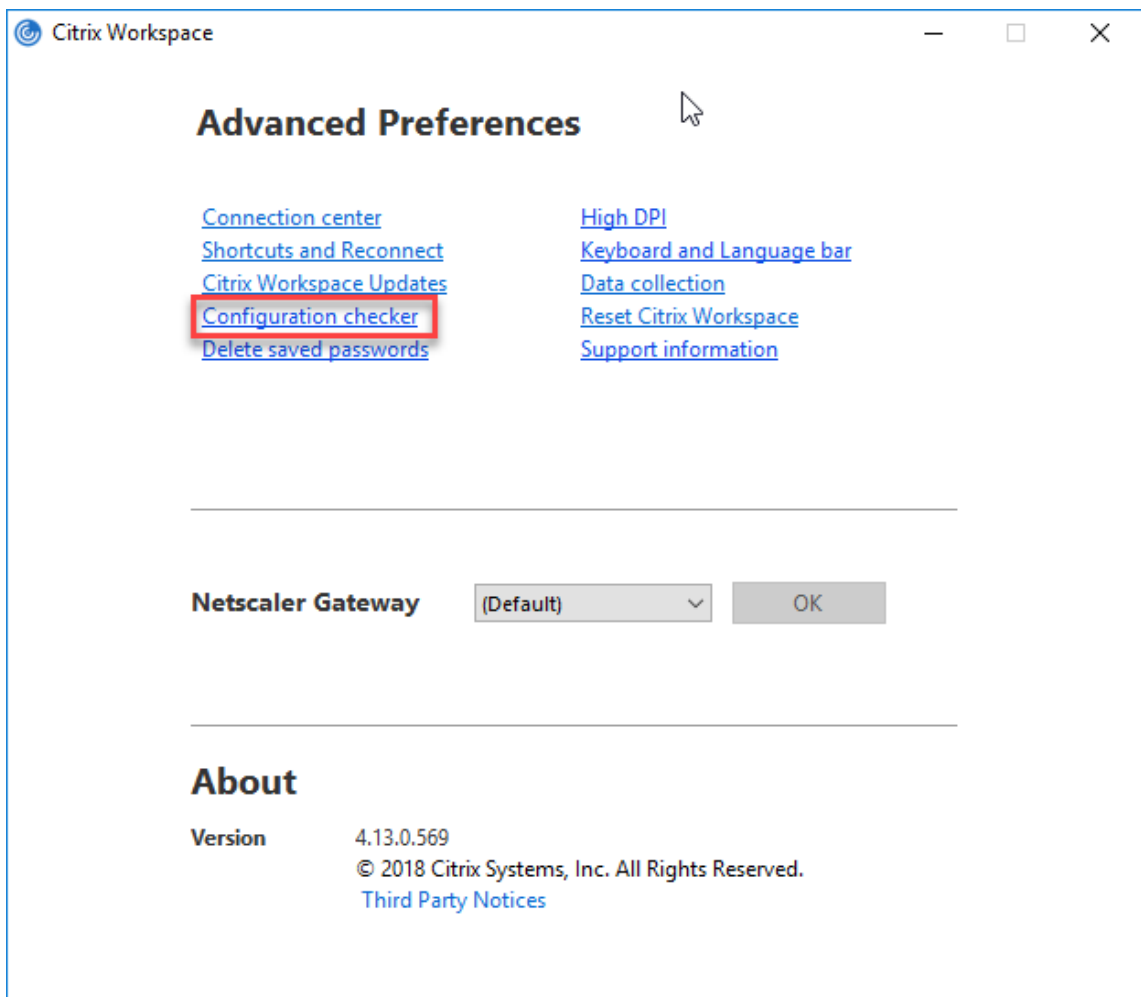 Citrix Workspace
Advanced Preferences
Connection center
Shortcuts and Reconnect
Citrix Workspace Updates
Configuration checker
Delete saved passwords
High DPI
Keyboard and Language bar
Data collection
Reset Citrix Workspace
Support information
Netscaler Gateway (Default) OK
About
Version 4.13.0.569
© 2018 Citrix Systems, Inc. All Rights Reserved.
Third Party Notices